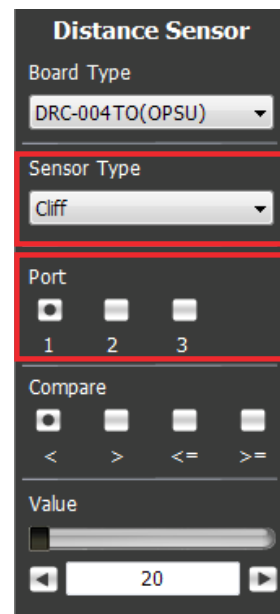 Distance Sensor
Board Type
DRC-004TO(OPSU)
Sensor Type
Cliff
Port
1 2 3
Compare
< > <= >=
Value
20